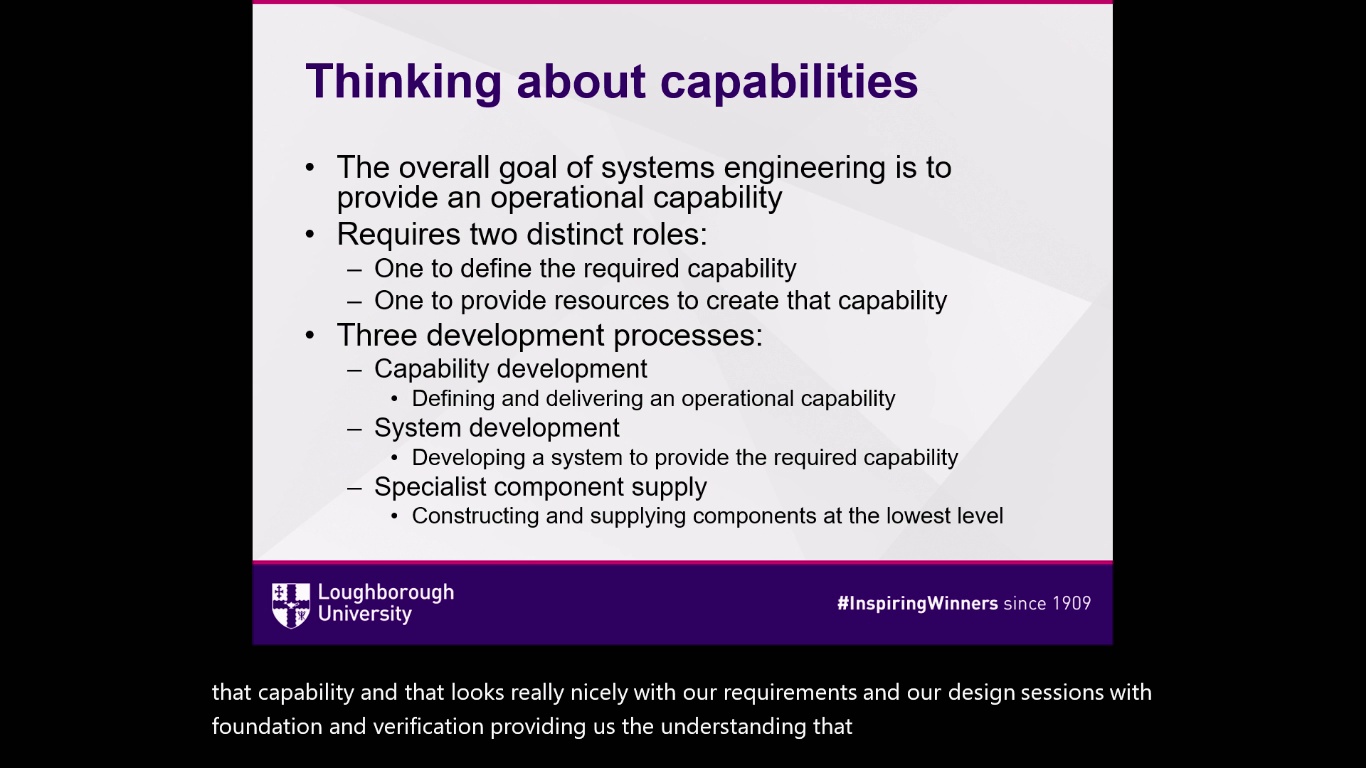 Thinking about capabilities
• The overall goal of systems engineering is to
provide an operational capability
• Requires two distinct roles:
– One to define the required capability
– One to provide resources to create that capability
• Three development processes:
– Capability development
• Defining and delivering an operational capability
– System development
• Developing a system to provide the required capability
– Specialist component supply
• Constructing and supplying components at the lowest level
Loughborough
University
#InspiringWinners since 1909
that capability and that looks really nicely with our requirements and our design sessions with
foundation and verification providing us the understanding that